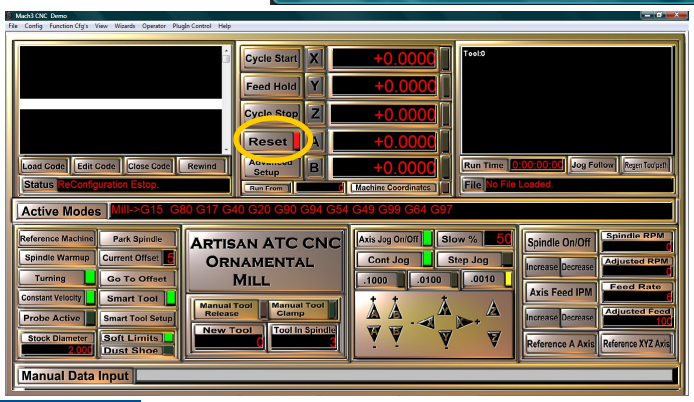 Mach3 CNC Demo
File Config Function Cfg's View Wizards Operator PlugIn Control Help
Cycle Start X +0.0000
Feed Hold Y +0.0000
Cycle Stop Z +0.0000
Reset A +0.0000
Advanced Setup B +0.0000
Run From 0 Machine Coordinates
Tool:0
Load Code Edit Code Close Code Rewind
Status ReConfiguration Estop.
Run Time 0:00:00:00 Jog Follow Regen Toolpath
File No File Loaded.
Active Modes Mill->G15 G80 G17 G40 G20 G90 G94 G54 G49 G99 G64 G97
Reference Machine Park Spindle
Spindle Warmup Current Offset 5
Turning Go To Offset
Constant Velocity Smart Tool
Probe Active Smart Tool Setup
Stock Diameter Soft Limits
2.000 Dust Shoe
ARTISAN ATC CNC
ORNAMENTAL
MILL
Manual Tool Release Manual Tool Clamp
New Tool Tool In Spindle
0 3
Axis Jog On/Off Slow % 50
Cont Jog Step Jog
.1000 .0100 .0010
+ + +
X Y - A + Z
- - -
Spindle On/Off Spindle RPM
0
Increase Decrease Adjusted RPM
0
Axis Feed IPM Feed Rate
6
Increase Decrease Adjusted Feed
100
Reference A Axis Reference XYZ Axis
Manual Data Input